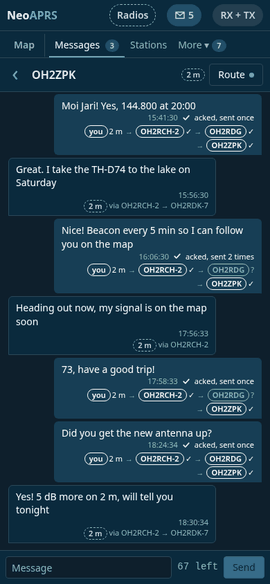 NeoAPRS Radios 5 RX + TX
Map Messages 3 Stations More ▾ 7
OH2ZPK 2 m Route
Moi Jari! Yes, 144.800 at 20:00
15:41:30 ✓ acked, sent once
you 2 m → OH2RCH-2 ✓ → OH2RDG ✓
→ OH2ZPK ✓
Great. I take the TH-D74 to the lake on
Saturday
15:56:30
2 m via OH2RCH-2 → OH2RDK-7
Nice! Beacon every 5 min so I can follow
you on the map
16:06:30 ✓ acked, sent 2 times
you 2 m → OH2RCH-2 ✓ → OH2RDG ?
→ OH2ZPK ✓
Heading out now, my signal is on the map
soon
17:56:33
2 m via OH2RCH-2
73, have a good trip!
17:58:33 ✓ acked, sent once
you 2 m → OH2RCH-2 ✓ → OH2RDG ?
→ OH2ZPK ✓
Did you get the new antenna up?
18:24:34 ✓ acked, sent once
you 2 m → OH2RCH-2 ✓ → OH2RDG ✓
→ OH2ZPK ✓
Yes! 5 dB more on 2 m, will tell you
tonight
18:30:34
2 m via OH2RCH-2 → OH2RDK-7
Message 67 left Send